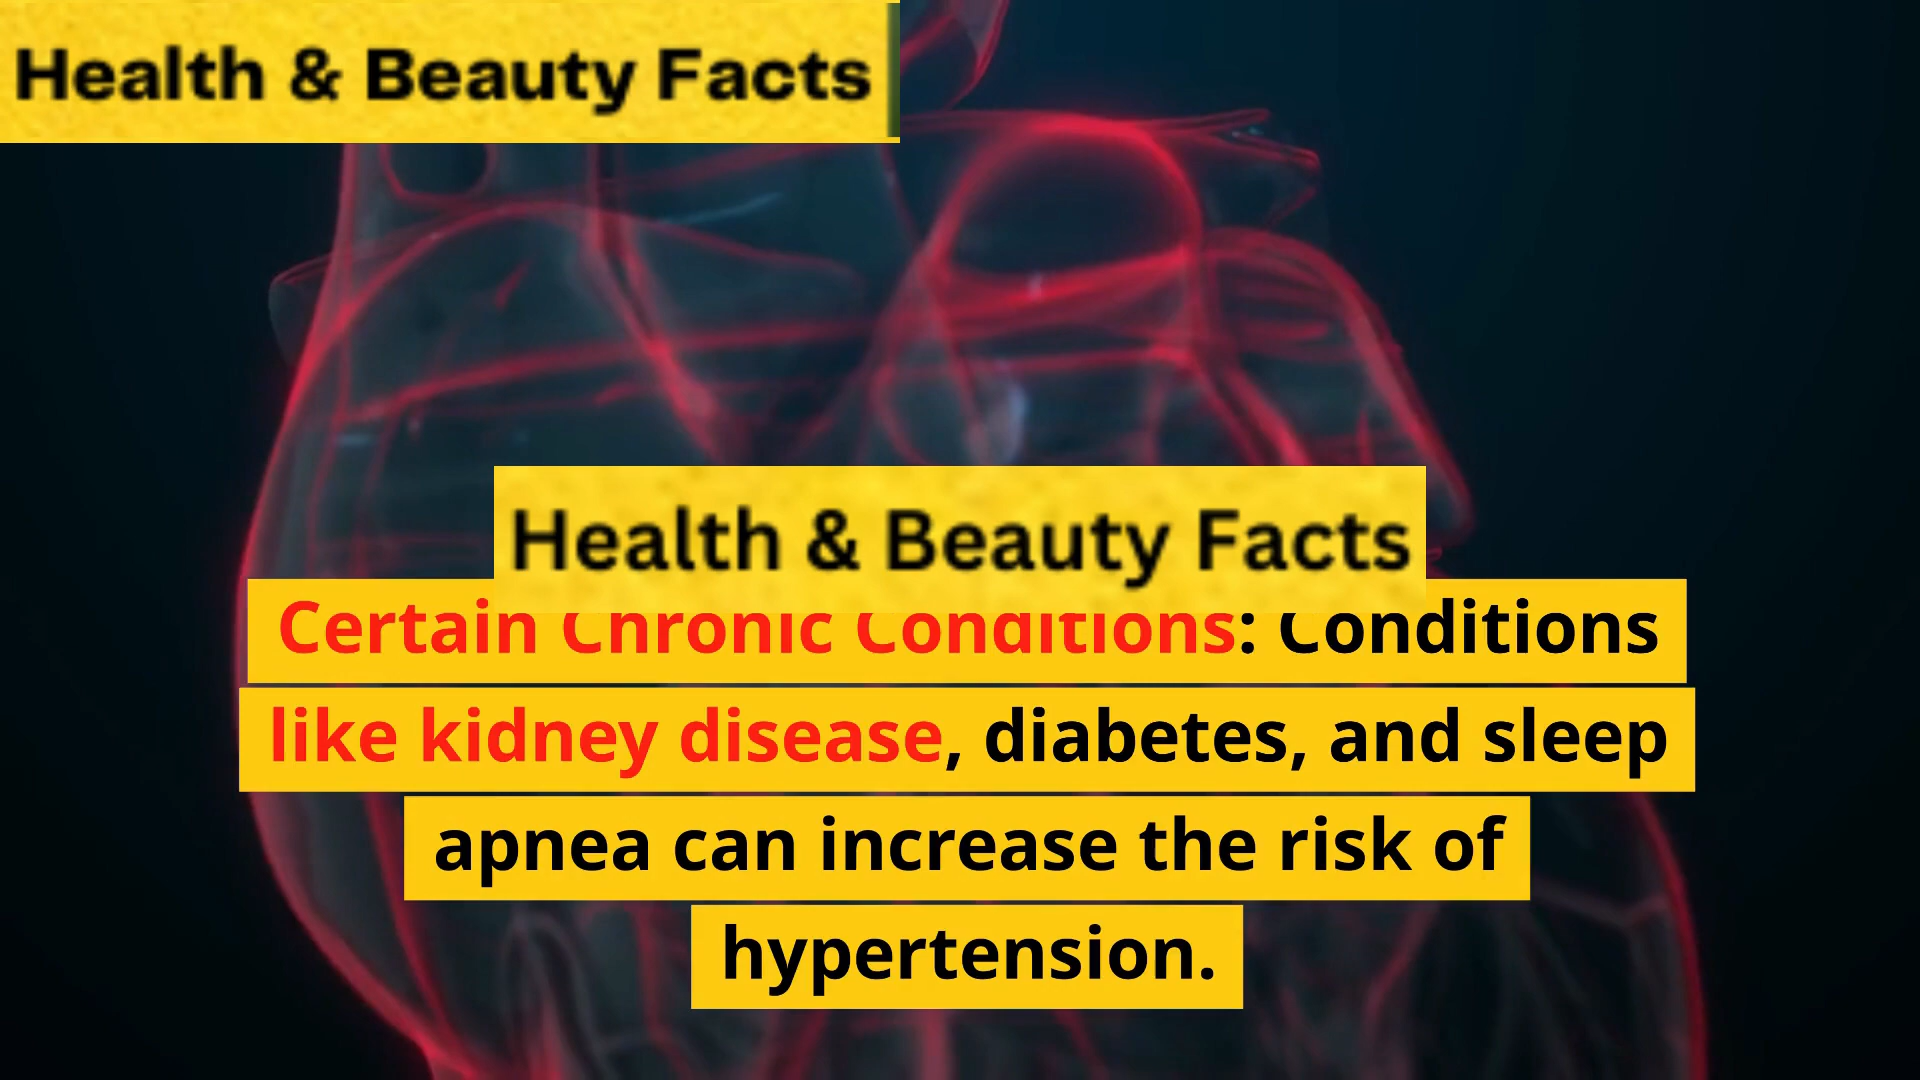 Health & Beauty Facts
Health & Beauty Facts
Certain Chronic Conditions: Conditions
like kidney disease, diabetes, and sleep
apnea can increase the risk of
hypertension.